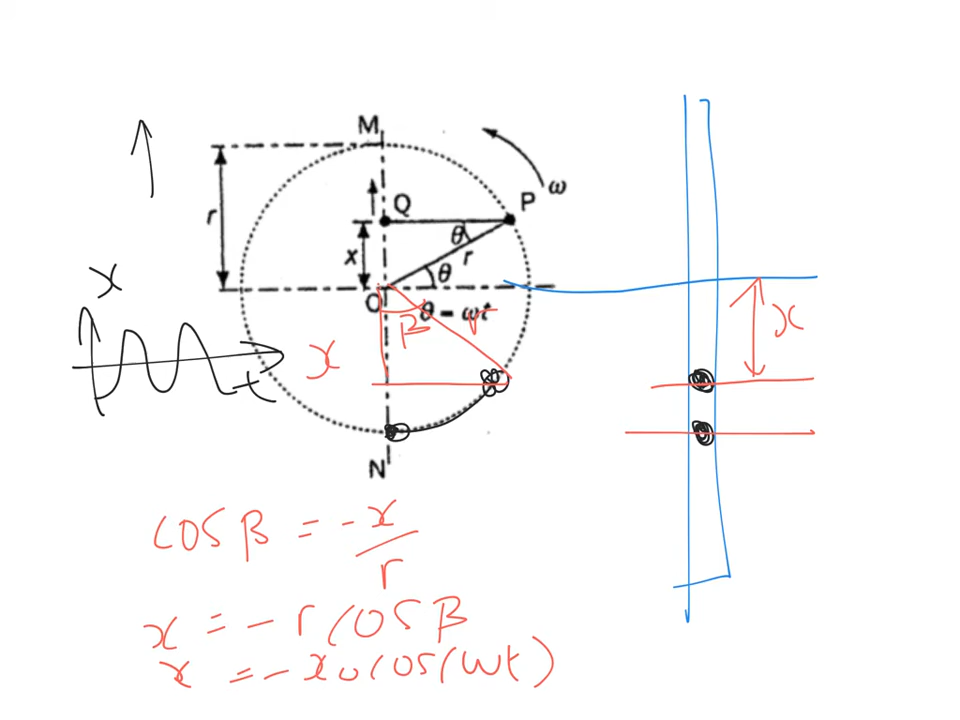 M
ω
P
Q
r
θ
x
r
θ
x
O
θ = ωt
x
β
r
x
t
x
N
cos β = - x / r
x = - r cos β
x = - x₀ cos(ωt)